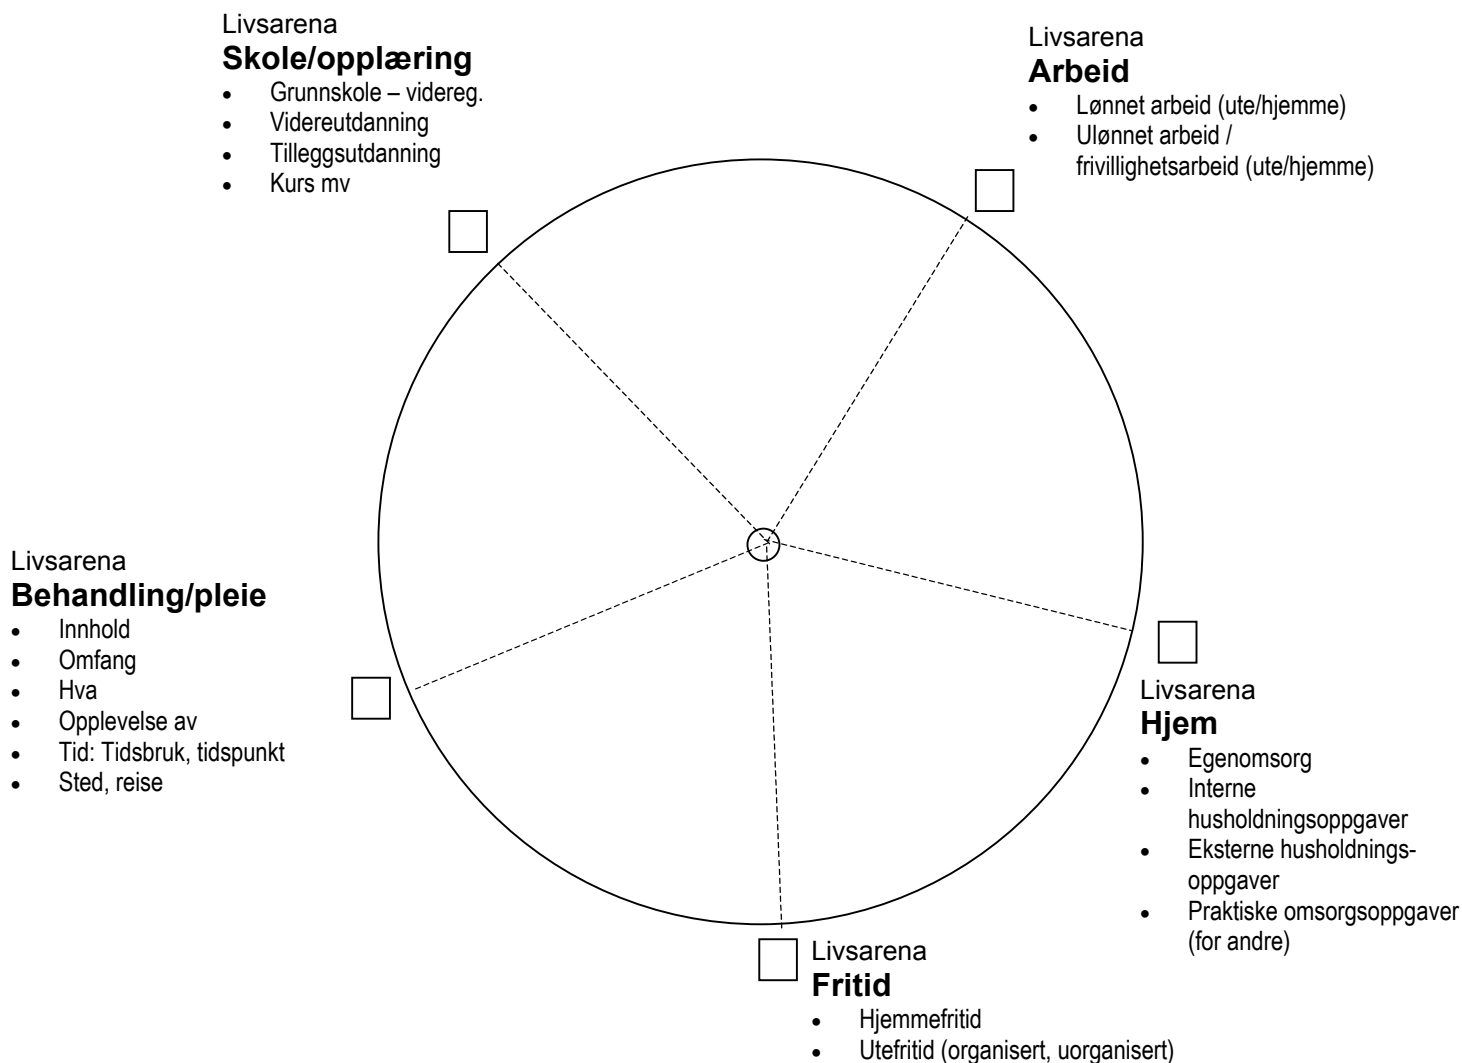 Livsarena
Skole/opplæring
• Grunnskole – videreg.
• Videreutdanning
• Tilleggsutdanning
• Kurs mv
Livsarena
Arbeid
• Lønnet arbeid (ute/hjemme)
• Ulønnet arbeid /
frivillighetsarbeid (ute/hjemme)
Livsarena
Behandling/pleie
• Innhold
• Omfang
• Hva
• Opplevelse av
• Tid: Tidsbruk, tidspunkt
• Sted, reise
Livsarena
Hjem
• Egenomsorg
• Interne
husholdningsoppgaver
• Eksterne husholdnings-
oppgaver
• Praktiske omsorgsoppgaver
(for andre)
Livsarena
Fritid
• Hjemmefritid
• Utefritid (organisert, uorganisert)